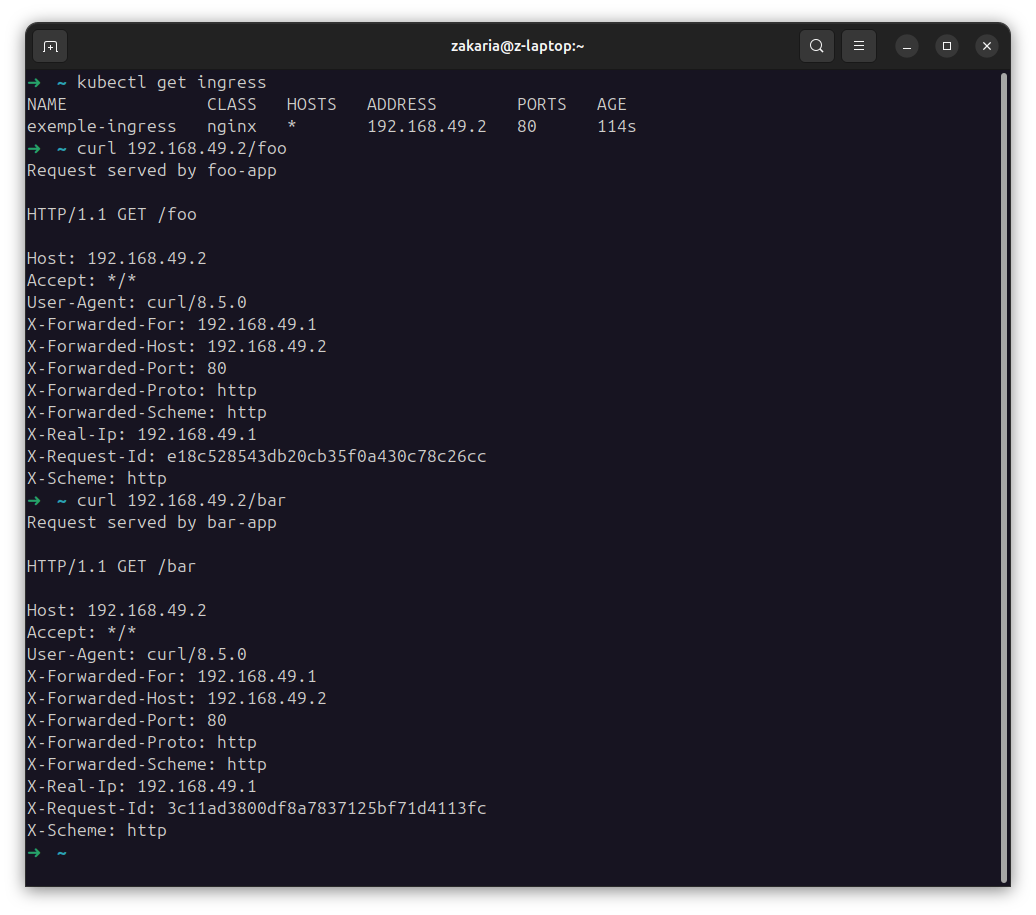 zakaria@z-laptop:~
➜  ~ kubectl get ingress
NAME              CLASS   HOSTS   ADDRESS        PORTS   AGE
exemple-ingress   nginx   *       192.168.49.2   80      114s
➜  ~ curl 192.168.49.2/foo
Request served by foo-app

HTTP/1.1 GET /foo

Host: 192.168.49.2
Accept: */*
User-Agent: curl/8.5.0
X-Forwarded-For: 192.168.49.1
X-Forwarded-Host: 192.168.49.2
X-Forwarded-Port: 80
X-Forwarded-Proto: http
X-Forwarded-Scheme: http
X-Real-Ip: 192.168.49.1
X-Request-Id: e18c528543db20cb35f0a430c78c26cc
X-Scheme: http
➜  ~ curl 192.168.49.2/bar
Request served by bar-app

HTTP/1.1 GET /bar

Host: 192.168.49.2
Accept: */*
User-Agent: curl/8.5.0
X-Forwarded-For: 192.168.49.1
X-Forwarded-Host: 192.168.49.2
X-Forwarded-Port: 80
X-Forwarded-Proto: http
X-Forwarded-Scheme: http
X-Real-Ip: 192.168.49.1
X-Request-Id: 3c11ad3800df8a7837125bf71d4113fc
X-Scheme: http
➜  ~